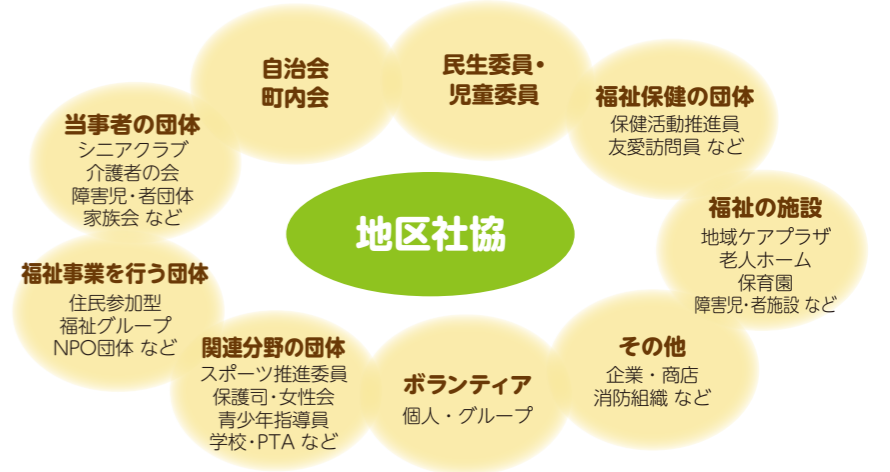 自治会
町内会
民生委員・
児童委員
福祉保健の団体
保健活動推進員
友愛訪問員 など
福祉の施設
地域ケアプラザ
老人ホーム
保育園
障害児・者施設 など
その他
企業・商店
消防組織 など
ボランティア
個人・グループ
関連分野の団体
スポーツ推進委員
保護司・女性会
青少年指導員
学校・PTA など
福祉事業を行う団体
住民参加型
福祉グループ
NPO団体 など
当事者の団体
シニアクラブ
介護者の会
障害児・者団体
家族会 など
地区社協